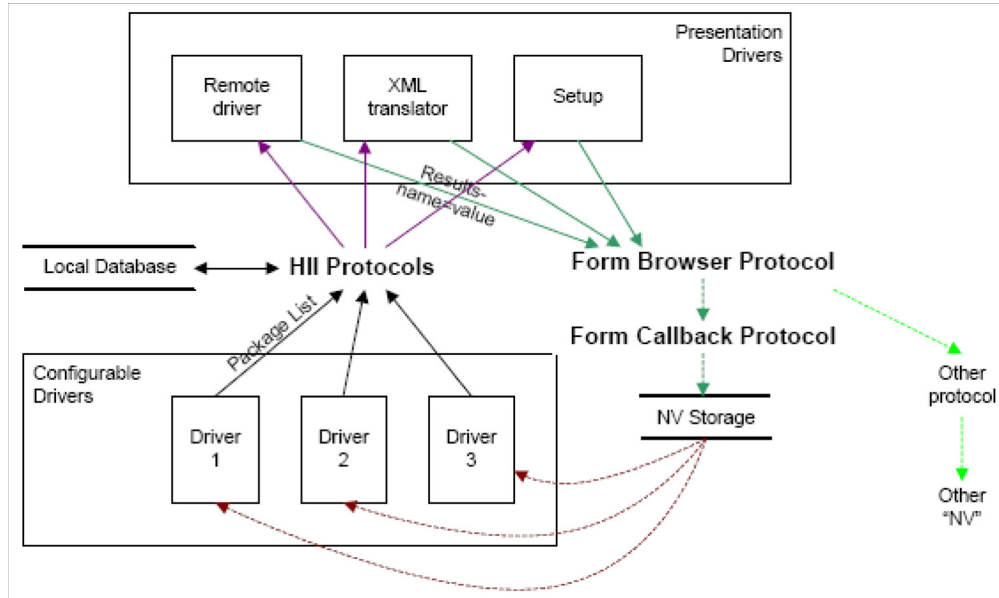 Presentation
Drivers
Remote
driver
XML
translator
Setup
Results-
name=value
Local Database
HII Protocols
Form Browser Protocol
Package List
Form Callback Protocol
Configurable
Drivers
Other
protocol
Driver
1
Driver
2
Driver
3
NV Storage
Other
“NV”